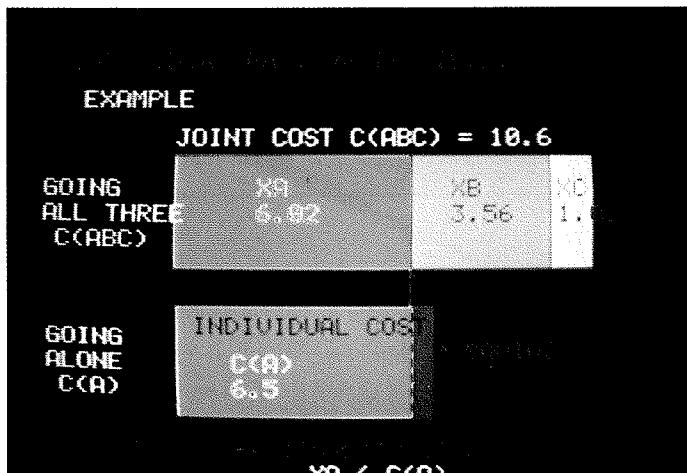 EXAMPLE
JOINT COST C(ABC) = 10.6
GOING
ALL THREE
C(ABC)
XA
6.02
XB
3.56
XC
INDIVIDUAL COST
GOING
ALONE
C(A)
C(A)
6.5
XA < C(A)